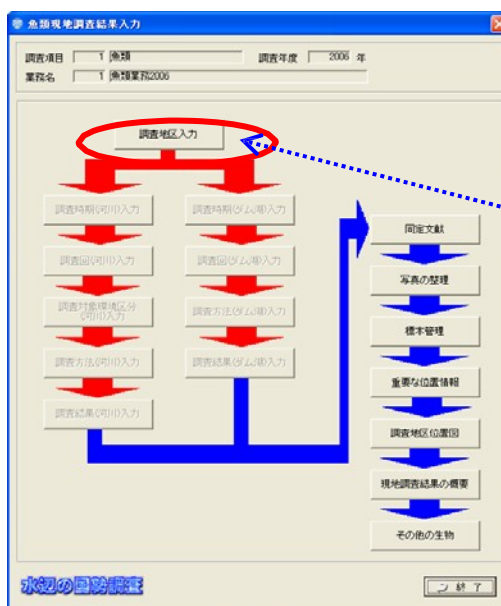 魚類現地調査結果入力
調査項目 1 魚類 調査年度 2006 年
業務名 1 魚類業務2006
調査地区入力
調査時期(河川)入力
調査回(河川)入力
調査対象環境区分
(河川)入力
調査方法(河川)入力
調査結果(河川)入力
調査時期(ダム湖)入力
調査回(ダム湖)入力
調査方法(ダム湖)入力
調査結果(ダム湖)入力
同定文献
写真の整理
標本管理
重要な位置情報
調査地区位置図
現地調査結果の概要
その他の生物
水辺の国勢調査
終 了